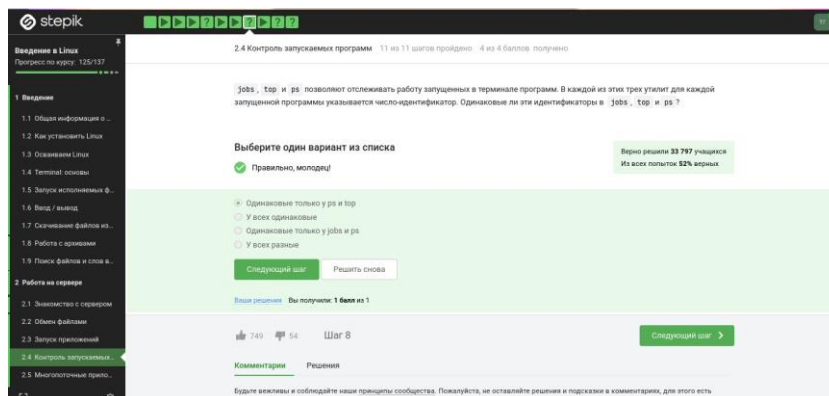 stepik
Введение в Linux
Прогресс по курсу: 125/137
1 Введение
1.1 Общая информация о ...
1.2 Как установить Linux
1.3 Осваиваем Linux
1.4 Terminal: основы
1.5 Запуск исполняемых ф...
1.6 Ввод / вывод
1.7 Скачивание файлов из...
1.8 Работа с архивами
1.9 Поиск файлов и слов в...
2 Работа на сервере
2.1 Знакомство с сервером
2.2 Обмен файлами
2.3 Запуск приложений
2.4 Контроль запускаемых...
2.5 Многопоточные прило...
2.4 Контроль запускаемых программ 11 из 11 шагов пройдено 4 из 4 баллов получено
jobs, top и ps позволяют отслеживать работу запущенных в терминале программ. В каждой из этих трех утилит для каждой
запущенной программы указывается число-идентификатор. Одинаковые ли эти идентификаторы в jobs, top и ps?
Выберите один вариант из списка
Правильно, молодец!
Верно решили 33 797 учащихся
Из всех попыток 52% верных
Одинаковые только у ps и top
У всех одинаковые
Одинаковые только у jobs и ps
У всех разные
Следующий шаг
Решить снова
Ваши решения Вы получили: 1 балл из 1
749 54 Шаг 8
Следующий шаг
Комментарии Решения
Будьте вежливы и соблюдайте наши принципы сообщества. Пожалуйста, не оставляйте решения и подсказки в комментариях, для этого есть